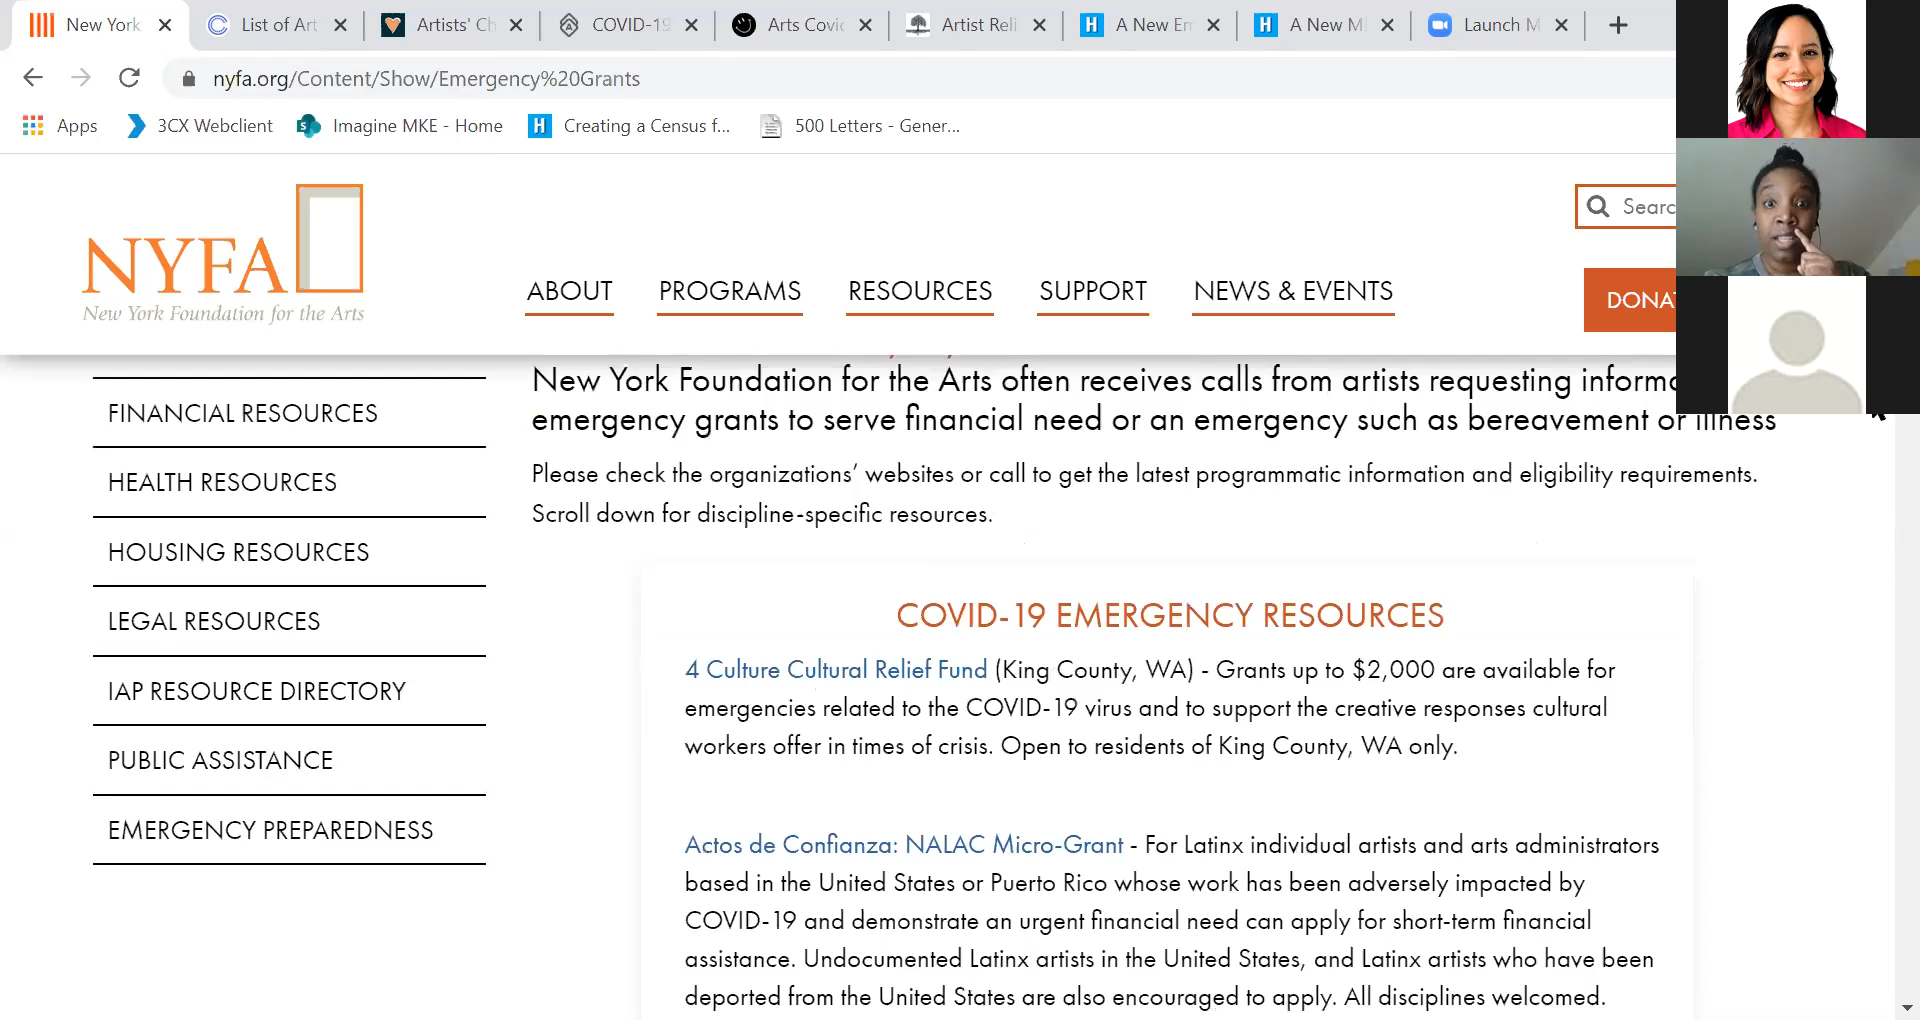 New York
List of Art
Artists' Ch
COVID-19
Arts Covid
Artist Reli
A New Em
A New M
Launch M
nyfa.org/Content/Show/Emergency%20Grants
Apps
3CX Webclient
Imagine MKE - Home
Creating a Census f...
500 Letters - Gener...
NYFA
New York Foundation for the Arts
ABOUT
PROGRAMS
RESOURCES
SUPPORT
NEWS & EVENTS
Searc
DONAT
FINANCIAL RESOURCES
HEALTH RESOURCES
HOUSING RESOURCES
LEGAL RESOURCES
IAP RESOURCE DIRECTORY
PUBLIC ASSISTANCE
EMERGENCY PREPAREDNESS
New York Foundation for the Arts often receives calls from artists requesting informa
emergency grants to serve financial need or an emergency such as bereavement or illness
Please check the organizations’ websites or call to get the latest programmatic information and eligibility requirements.
Scroll down for discipline-specific resources.
COVID-19 EMERGENCY RESOURCES
4 Culture Cultural Relief Fund (King County, WA) - Grants up to $2,000 are available for
emergencies related to the COVID-19 virus and to support the creative responses cultural
workers offer in times of crisis. Open to residents of King County, WA only.
Actos de Confianza: NALAC Micro-Grant - For Latinx individual artists and arts administrators
based in the United States or Puerto Rico whose work has been adversely impacted by
COVID-19 and demonstrate an urgent financial need can apply for short-term financial
assistance. Undocumented Latinx artists in the United States, and Latinx artists who have been
deported from the United States are also encouraged to apply. All disciplines welcomed.